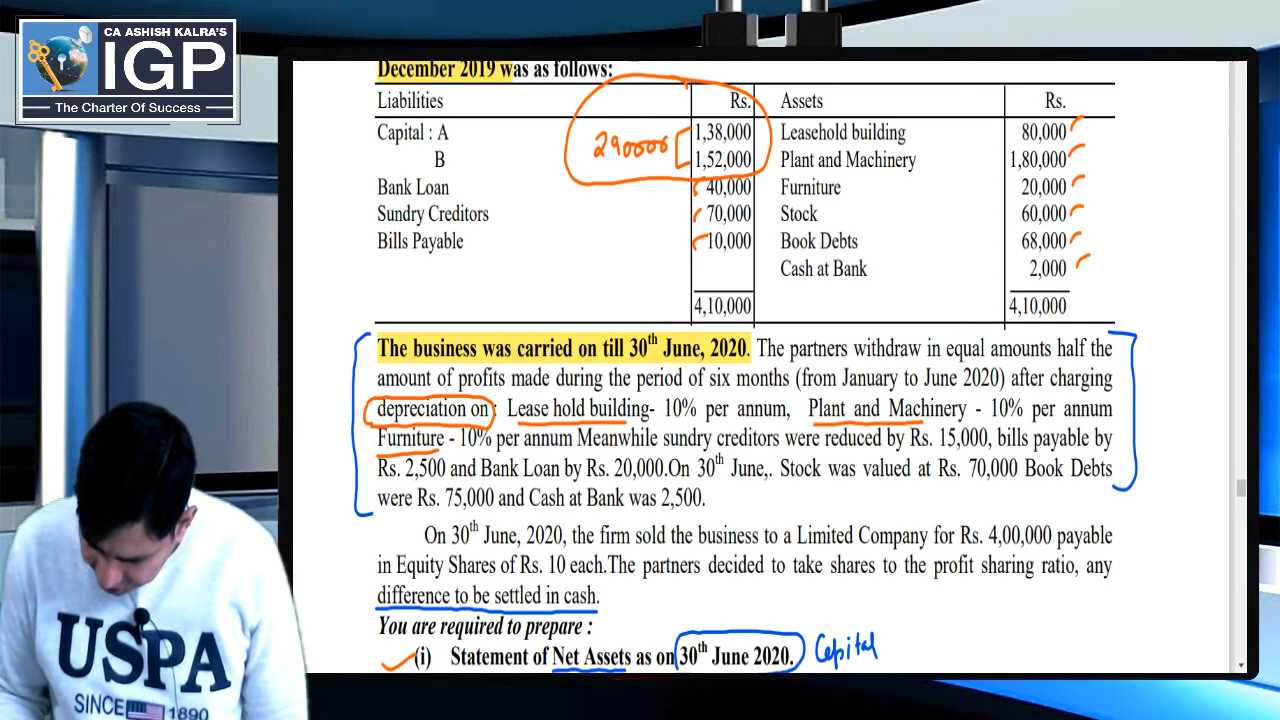 CA ASHISH KALRA'S
IGP
The Charter Of Success
December 2019 was as follows:
Liabilities Rs. Assets Rs.
Capital : A 1,38,000 Leasehold building 80,000
290000
B 1,52,000 Plant and Machinery 1,80,000
Bank Loan 40,000 Furniture 20,000
Sundry Creditors 70,000 Stock 60,000
Bills Payable 10,000 Book Debts 68,000
Cash at Bank 2,000
4,10,000 4,10,000
The business was carried on till 30th June, 2020. The partners withdraw in equal amounts half the
amount of profits made during the period of six months (from January to June 2020) after charging
depreciation on : Lease hold building- 10% per annum, Plant and Machinery - 10% per annum
Furniture - 10% per annum Meanwhile sundry creditors were reduced by Rs. 15,000, bills payable by
Rs. 2,500 and Bank Loan by Rs. 20,000.On 30th June,. Stock was valued at Rs. 70,000 Book Debts
were Rs. 75,000 and Cash at Bank was 2,500.
On 30th June, 2020, the firm sold the business to a Limited Company for Rs. 4,00,000 payable
in Equity Shares of Rs. 10 each.The partners decided to take shares to the profit sharing ratio, any
difference to be settled in cash.
You are required to prepare :
(i) Statement of Net Assets as on 30th June 2020. Capital
USPA
SINCE 1890